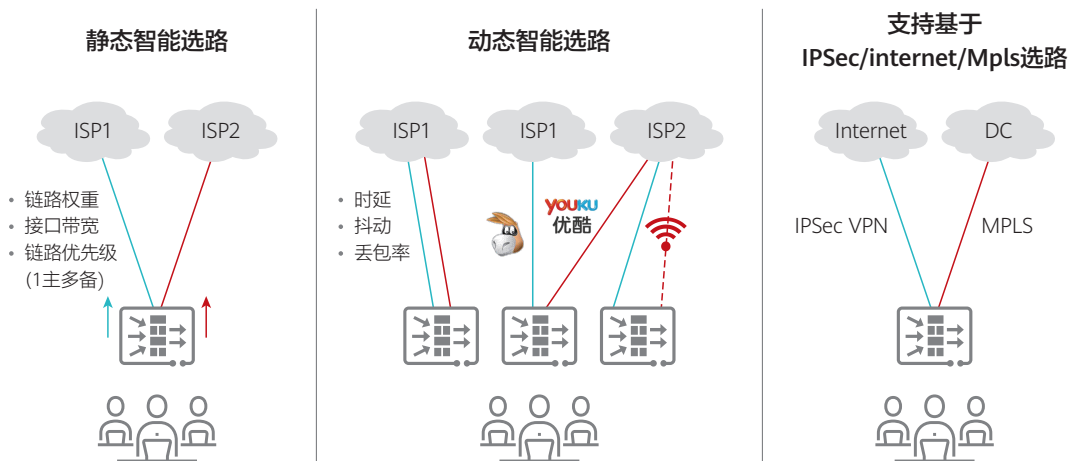 静态智能选路
ISP1
ISP2
• 链路权重
• 接口带宽
• 链路优先级
(1主多备)
动态智能选路
ISP1
ISP1
ISP2
• 时延
• 抖动
• 丢包率
YOUKU
优酷
支持基于
IPSec/internet/Mpls选路
Internet
DC
IPSec VPN
MPLS